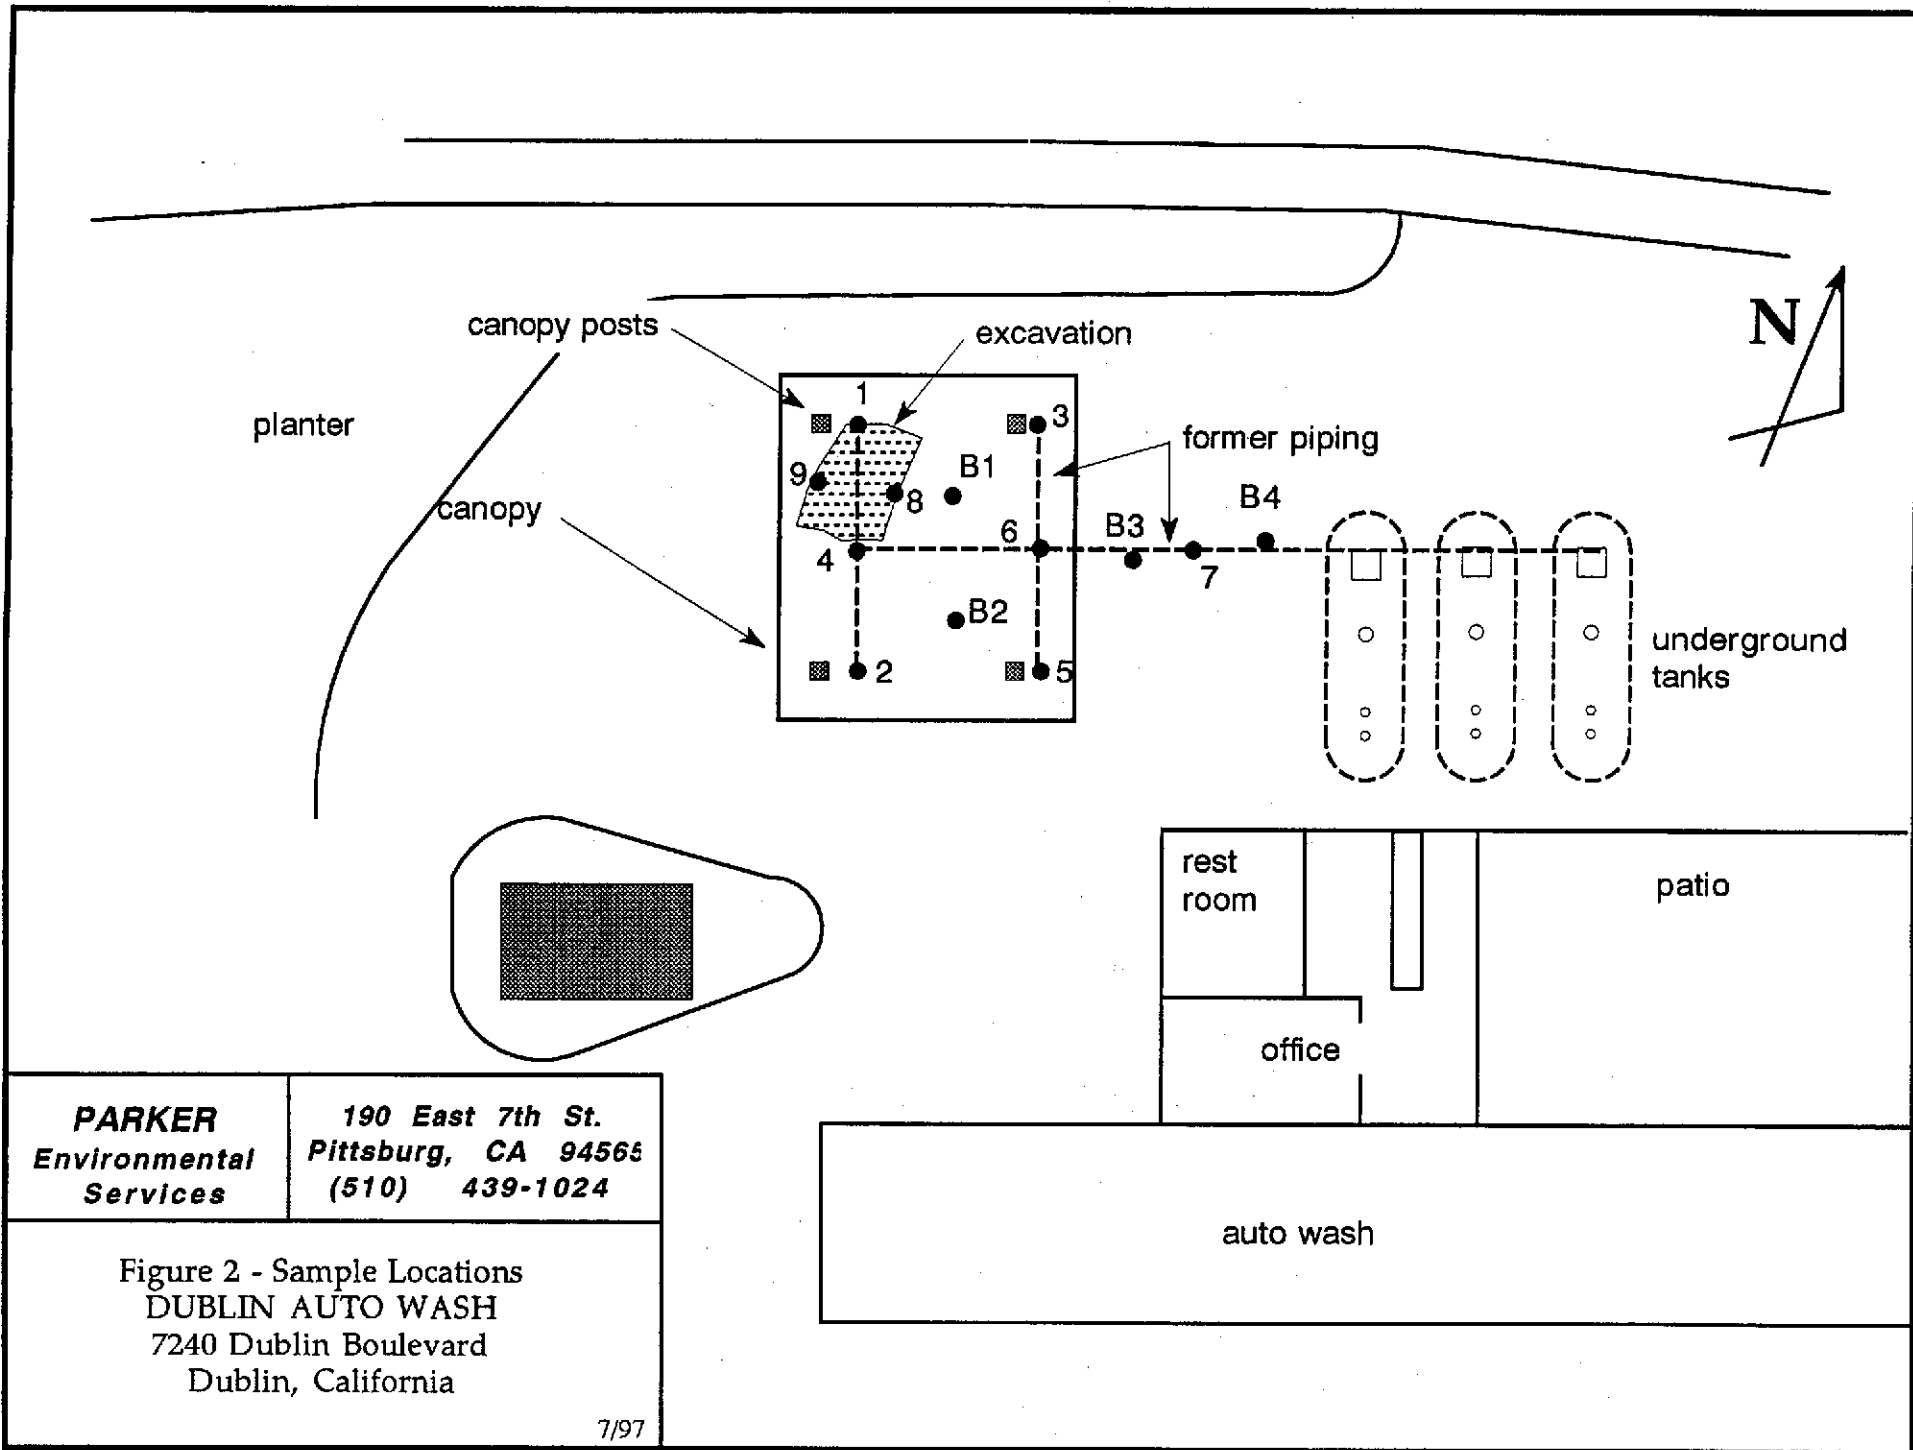 canopy posts
excavation
N
planter
1
3
former piping
9
B1
8
B4
canopy
6
B3
4
7
B2
underground
tanks
2
5
rest
room
patio
office
PARKER
Environmental
Services
190 East 7th St.
Pittsburg, CA 94565
(510) 439-1024
auto wash
Figure 2 - Sample Locations
DUBLIN AUTO WASH
7240 Dublin Boulevard
Dublin, California
7/97